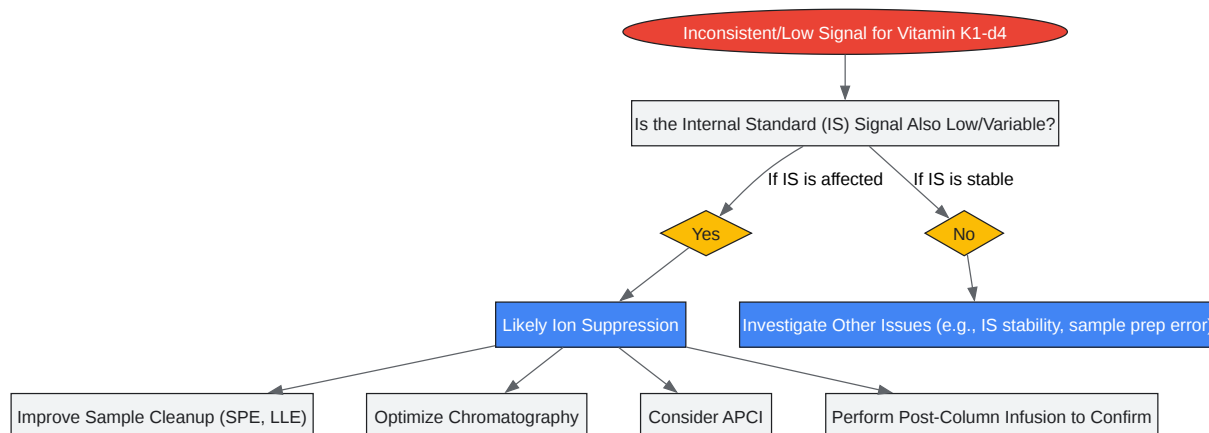 Inconsistent/Low Signal for Vitamin K1-d4
Is the Internal Standard (IS) Signal Also Low/Variable?
If IS is affected
If IS is stable
Yes
No
Likely Ion Suppression
Investigate Other Issues (e.g., IS stability, sample prep error)
Improve Sample Cleanup (SPE, LLE)
Optimize Chromatography
Consider APCI
Perform Post-Column Infusion to Confirm